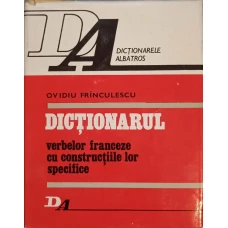 DA
DICȚIONARELE
ALBATROS
OVIDIU FRÎNCULESCU
DICȚIONARUL
verbelor franceze
cu construcțiile lor
specifice
DA